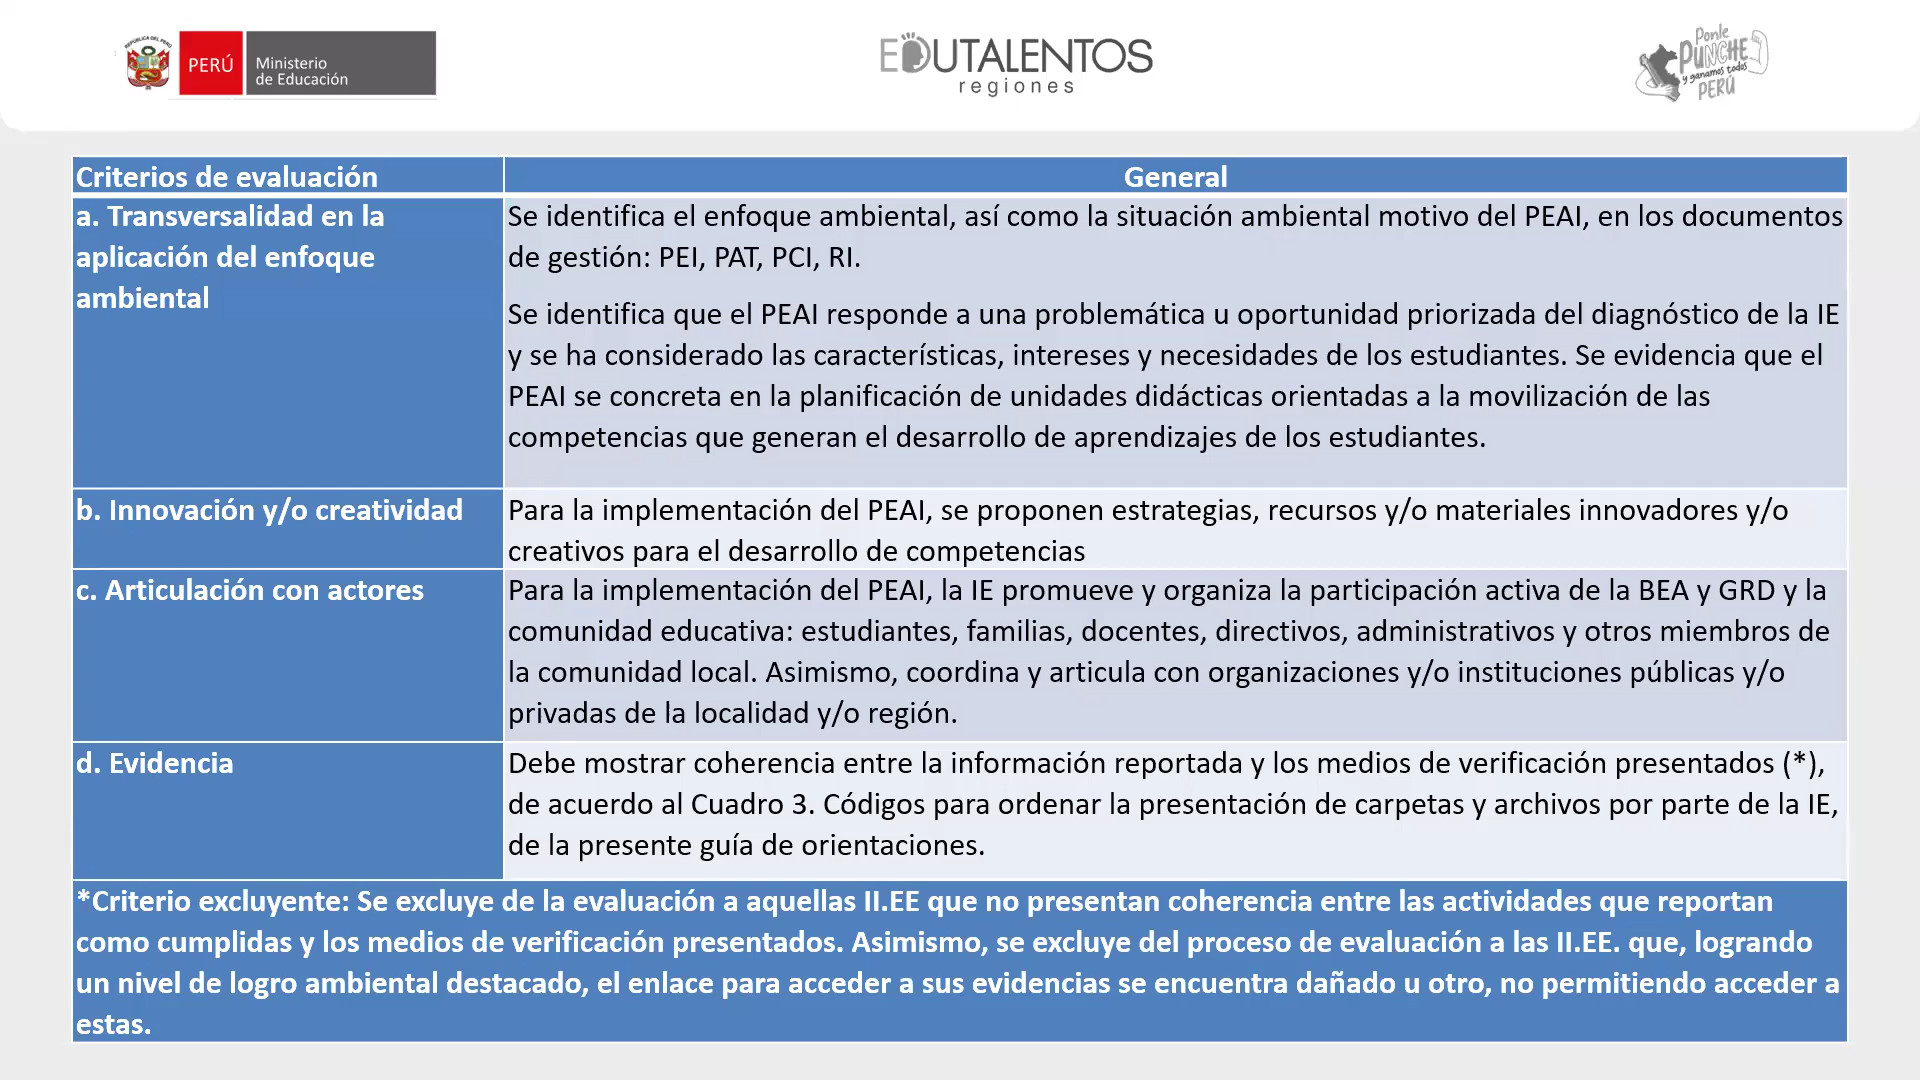 REPÚBLICA DEL PERÚ
PERÚ
Ministerio
de Educación
EDUTALENTOS
regiones
Ponle
PUNCHE
y ganamos todos
PERÚ
Criterios de evaluación
General
a. Transversalidad en la
aplicación del enfoque
ambiental
Se identifica el enfoque ambiental, así como la situación ambiental motivo del PEAI, en los documentos
de gestión: PEI, PAT, PCI, RI.
Se identifica que el PEAI responde a una problemática u oportunidad priorizada del diagnóstico de la IE
y se ha considerado las características, intereses y necesidades de los estudiantes. Se evidencia que el
PEAI se concreta en la planificación de unidades didácticas orientadas a la movilización de las
competencias que generan el desarrollo de aprendizajes de los estudiantes.
b. Innovación y/o creatividad
Para la implementación del PEAI, se proponen estrategias, recursos y/o materiales innovadores y/o
creativos para el desarrollo de competencias
c. Articulación con actores
Para la implementación del PEAI, la IE promueve y organiza la participación activa de la BEA y GRD y la
comunidad educativa: estudiantes, familias, docentes, directivos, administrativos y otros miembros de
la comunidad local. Asimismo, coordina y articula con organizaciones y/o instituciones públicas y/o
privadas de la localidad y/o región.
d. Evidencia
Debe mostrar coherencia entre la información reportada y los medios de verificación presentados (*),
de acuerdo al Cuadro 3. Códigos para ordenar la presentación de carpetas y archivos por parte de la IE,
de la presente guía de orientaciones.
*Criterio excluyente: Se excluye de la evaluación a aquellas II.EE que no presentan coherencia entre las actividades que reportan
como cumplidas y los medios de verificación presentados. Asimismo, se excluye del proceso de evaluación a las II.EE. que, logrando
un nivel de logro ambiental destacado, el enlace para acceder a sus evidencias se encuentra dañado u otro, no permitiendo acceder a
estas.